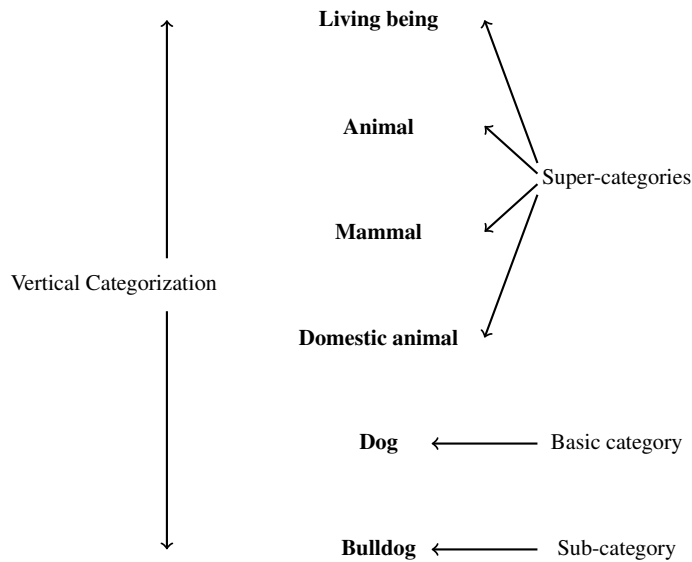 Living being
Animal
Super-categories
Mammal
Vertical Categorization
Domestic animal
Dog
Basic category
Bulldog
Sub-category